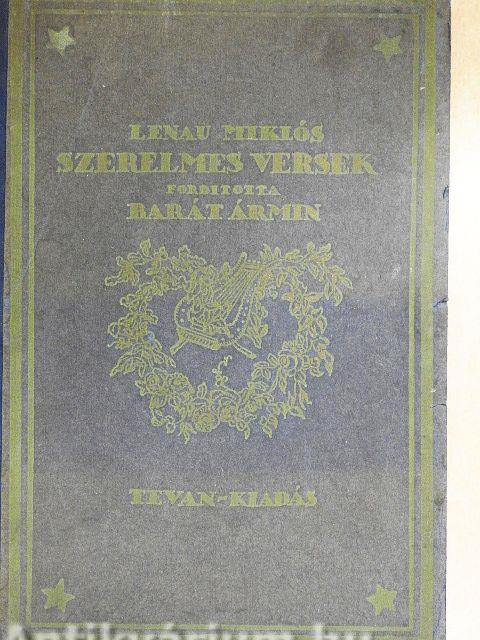 LENAU MIKLÓS
SZERELMES VERSEK
FORDITOTTA
BARÁT ÁRMIN
TEVAN-KIADÁS